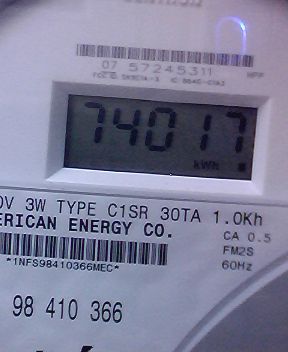 07 57245311
HPP
74017
kWh
0V 3W TYPE C1SR 30TA 1.0Kh
ERICAN ENERGY CO.
CA 0.5
FM2S
60Hz
*1NFS98410366MEC*
98 410 366